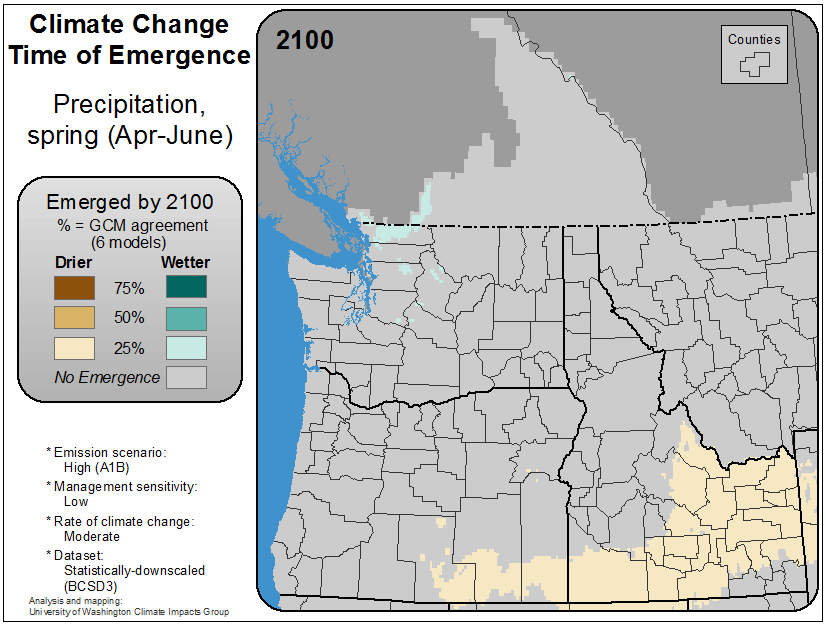 Climate Change
Time of Emergence
Precipitation,
spring (Apr-June)
Emerged by 2100
% = GCM agreement
(6 models)
Drier Wetter
75%
50%
25%
No Emergence
* Emission scenario:
High (A1B)
* Management sensitivity:
Low
* Rate of climate change:
Moderate
* Dataset:
Statistically-downscaled
(BCSD3)
Analysis and mapping:
University of Washington Climate Impacts Group
2100
Counties